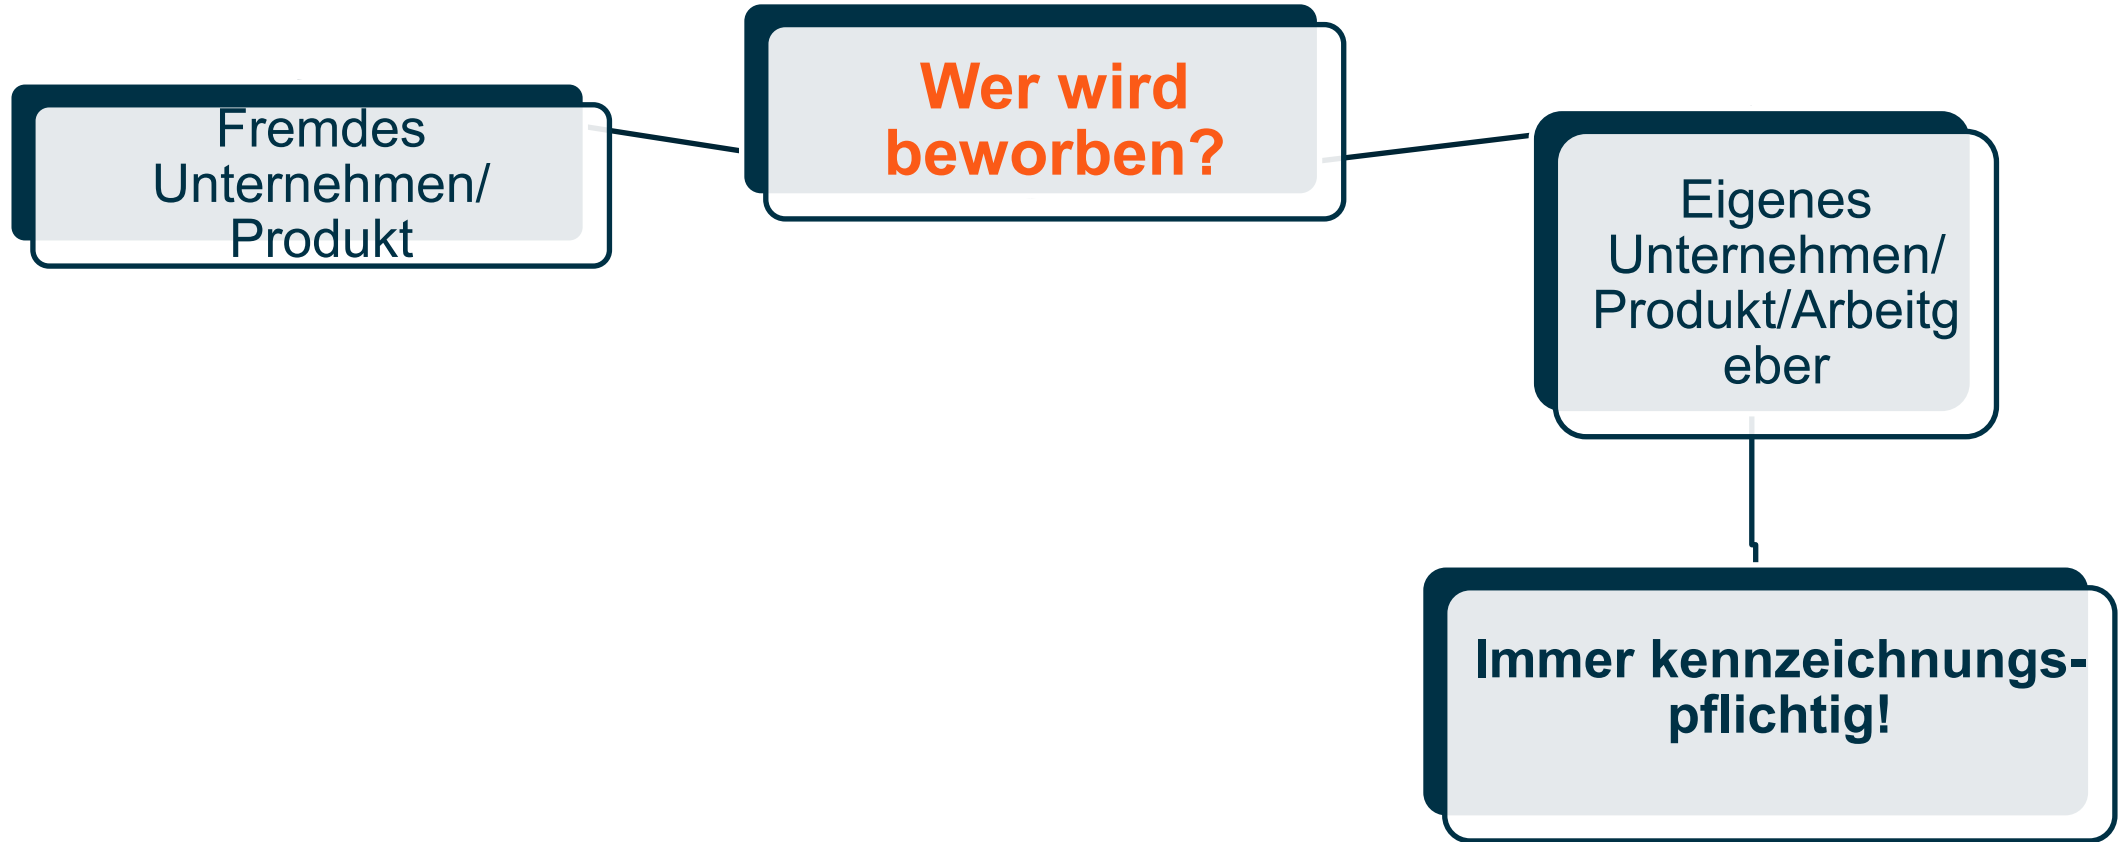 Wer wird
beworben?
Fremdes
Unternehmen/
Produkt
Eigenes
Unternehmen/
Produkt/Arbeitg
eber
Immer kennzeichnungs-
pflichtig!